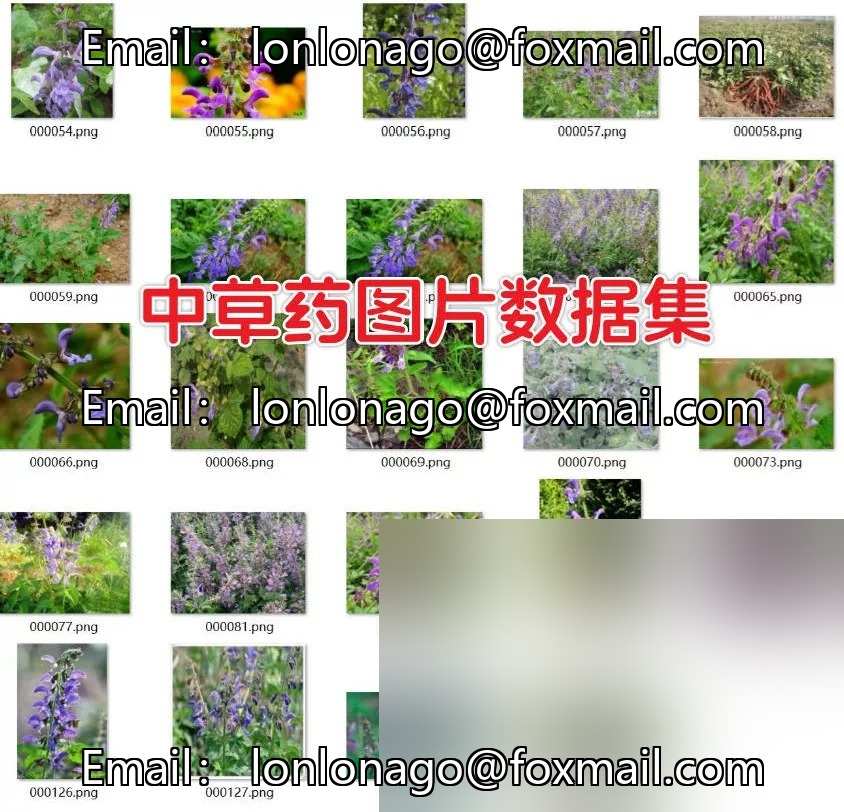 Email： lonlonago@foxmail.com
000054.png 000055.png 000056.png 000057.png 000058.png
000059.png 000065.png
中草药图片数据集
000066.png 000068.png 000069.png 000070.png 000073.png
Email： lonlonago@foxmail.com
000077.png 000081.png
Email： lonlonago@foxmail.com
000126.png 000127.png